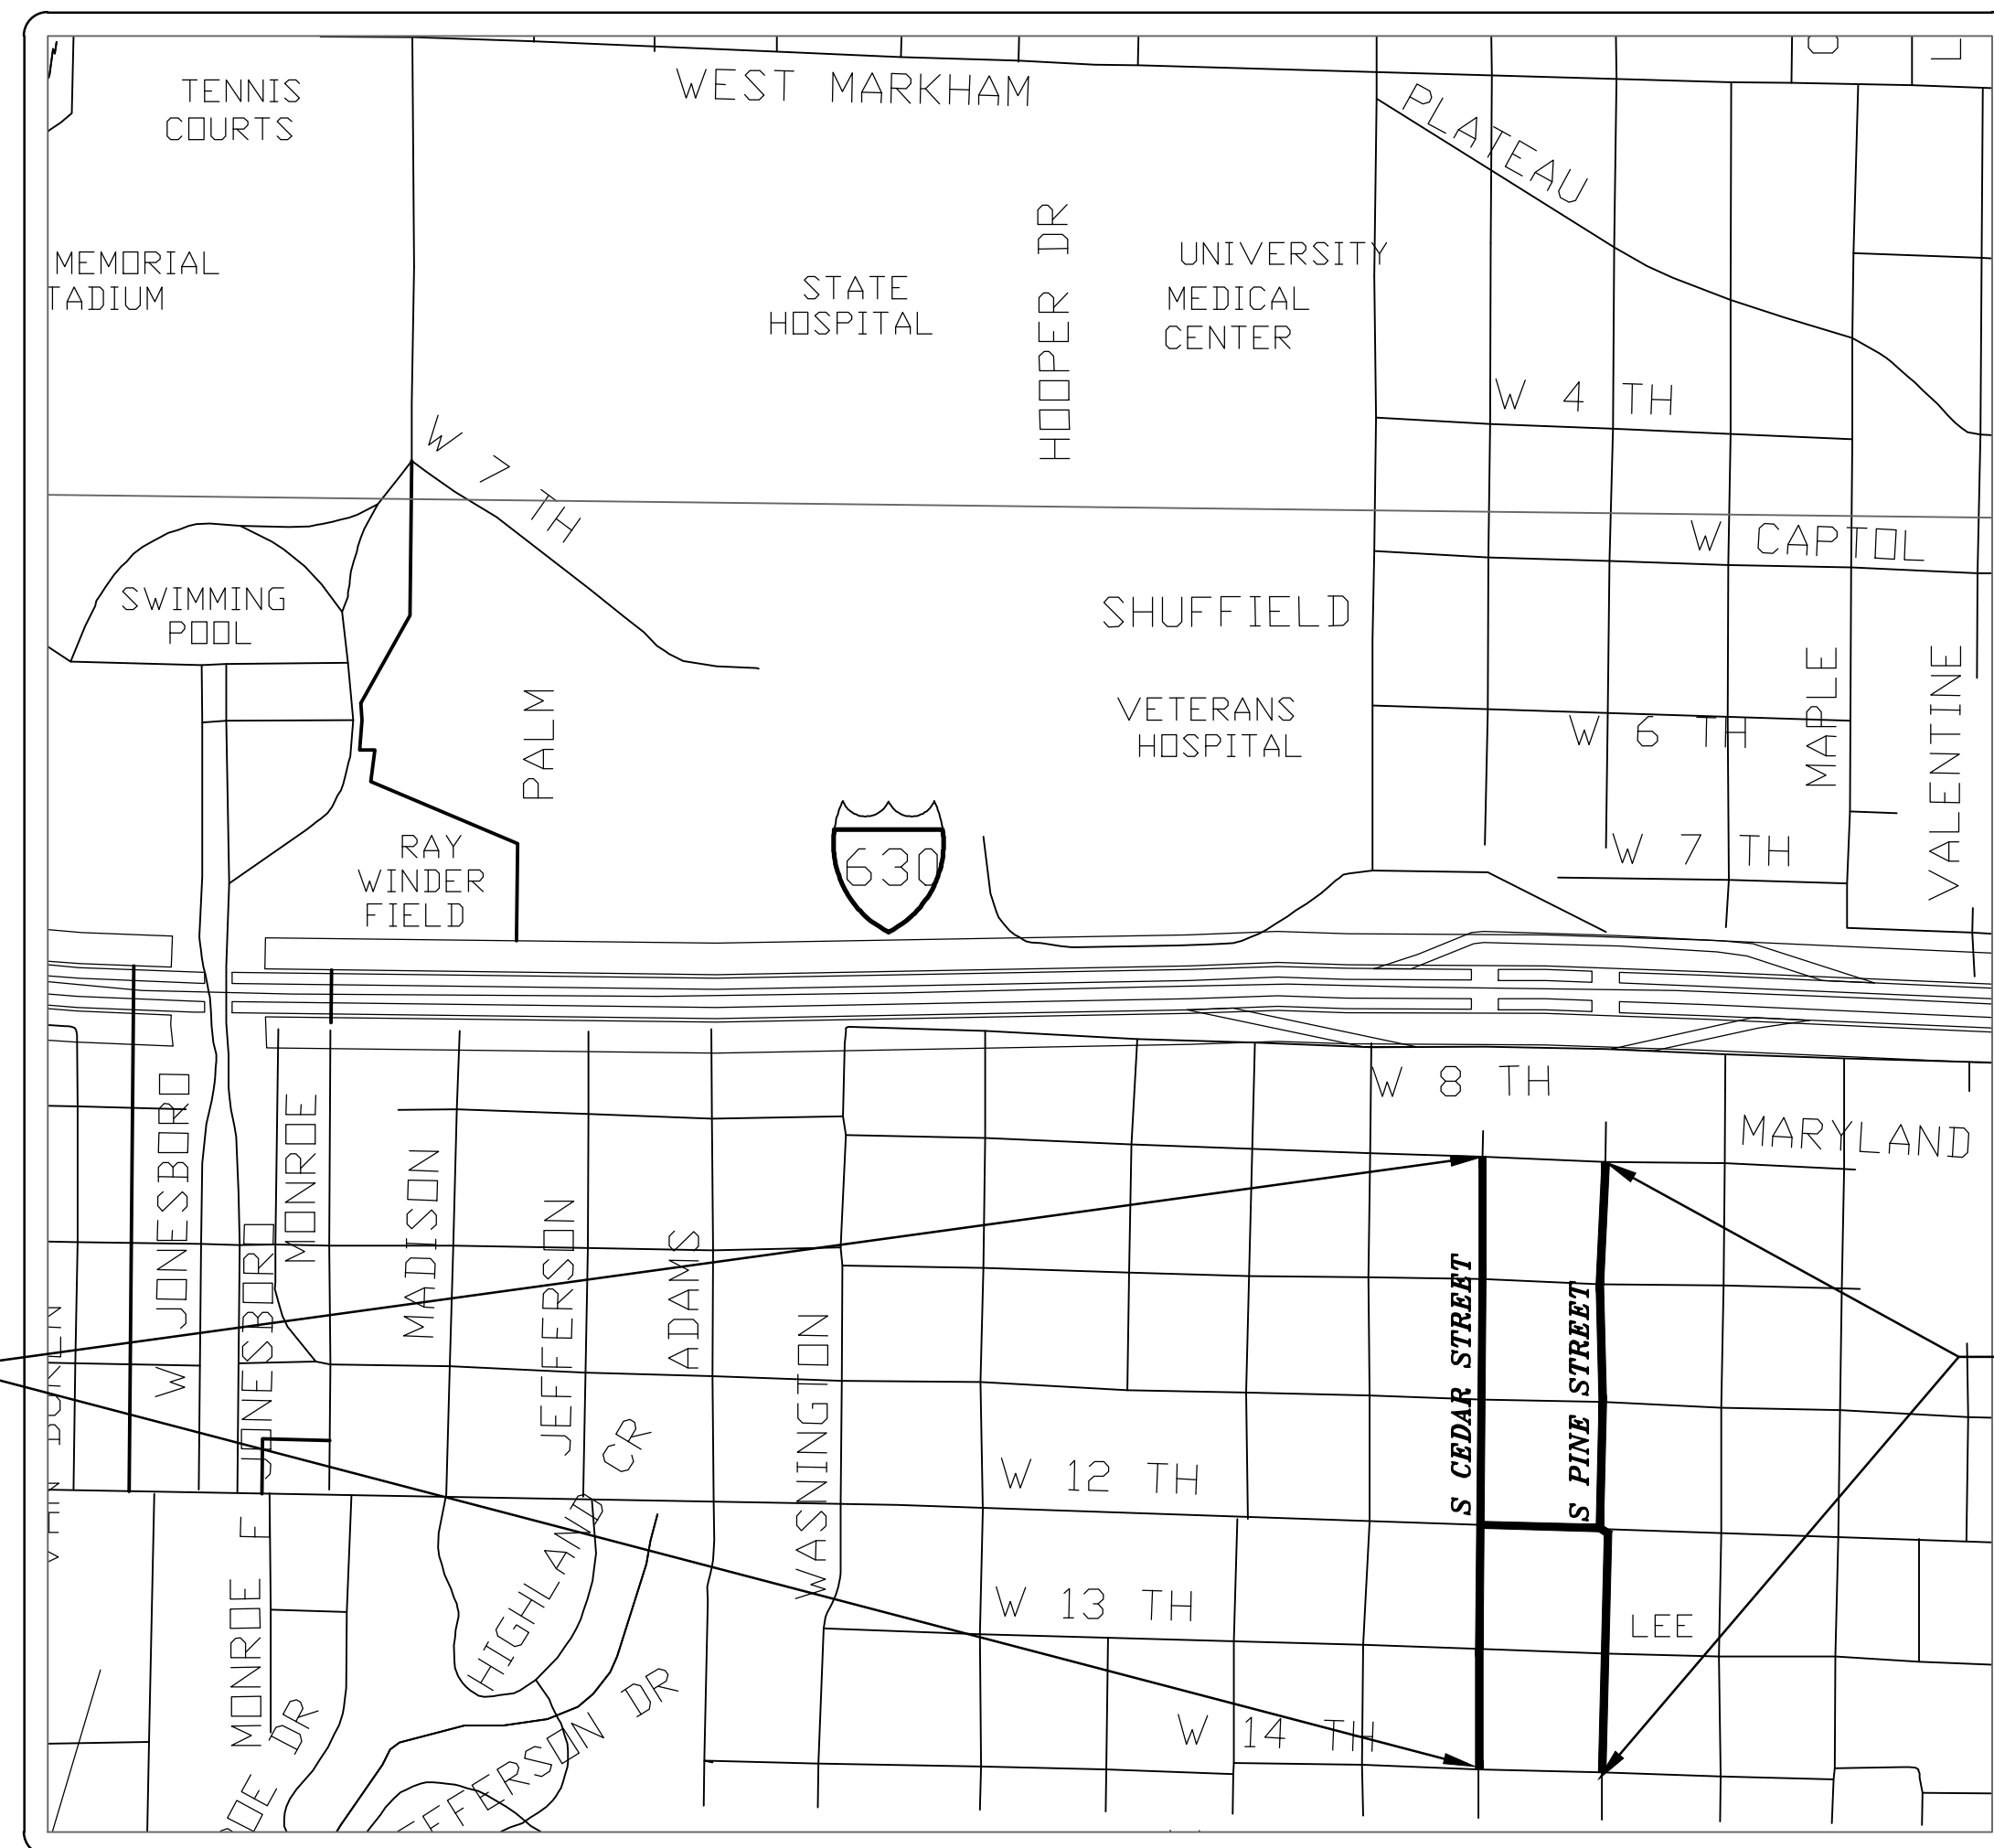 WEST MARKHAM
TENNIS
COURTS
PLATEAU
MEMORIAL
TADIUM
STATE
HOSPITAL
HOOPER DR
UNIVERSITY
MEDICAL
CENTER
W 4 TH
W 7 TH
W CAPTOL
SWIMMING
POOL
SHUFFIELD
PALM
VETERANS
HOSPITAL
W 6 TH
MAPLE
VALENTINE
RAY
WINDER
FIELD
630
W 7 TH
W 8 TH
MARYLAND
W JONESBORO
MONROE
MADISON
JEFFERSON
ADAMS
WASNINGTON
JONESBORO
S CEDAR STREET
S PINE STREET
HIGHLAND CR
W 12 TH
W 13 TH
LEE
MONROE
W 14 TH
EFFERSON DR
OE DR